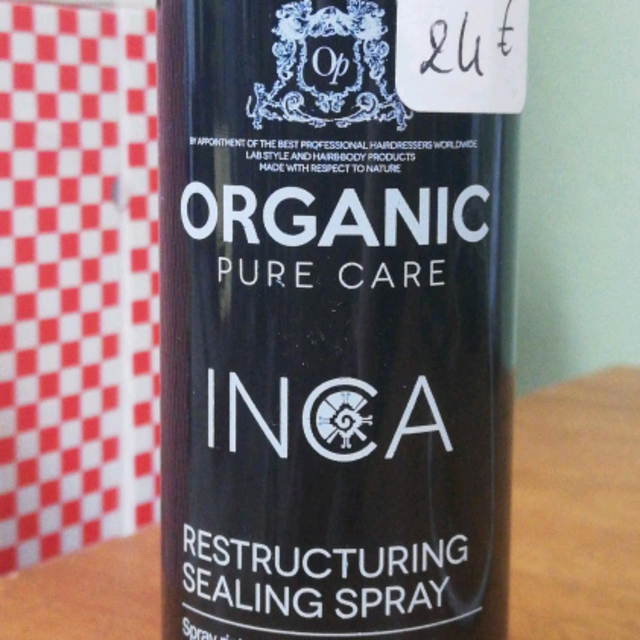 Op
24 €
BY APPOINTMENT OF THE BEST PROFESSIONAL HAIRDRESSERS WORLDWIDE
LAB STYLE AND HAIR&BODY PRODUCTS
MADE WITH RESPECT TO NATURE
ORGANIC
PURE CARE
INCA
RESTRUCTURING
SEALING SPRAY
Spray